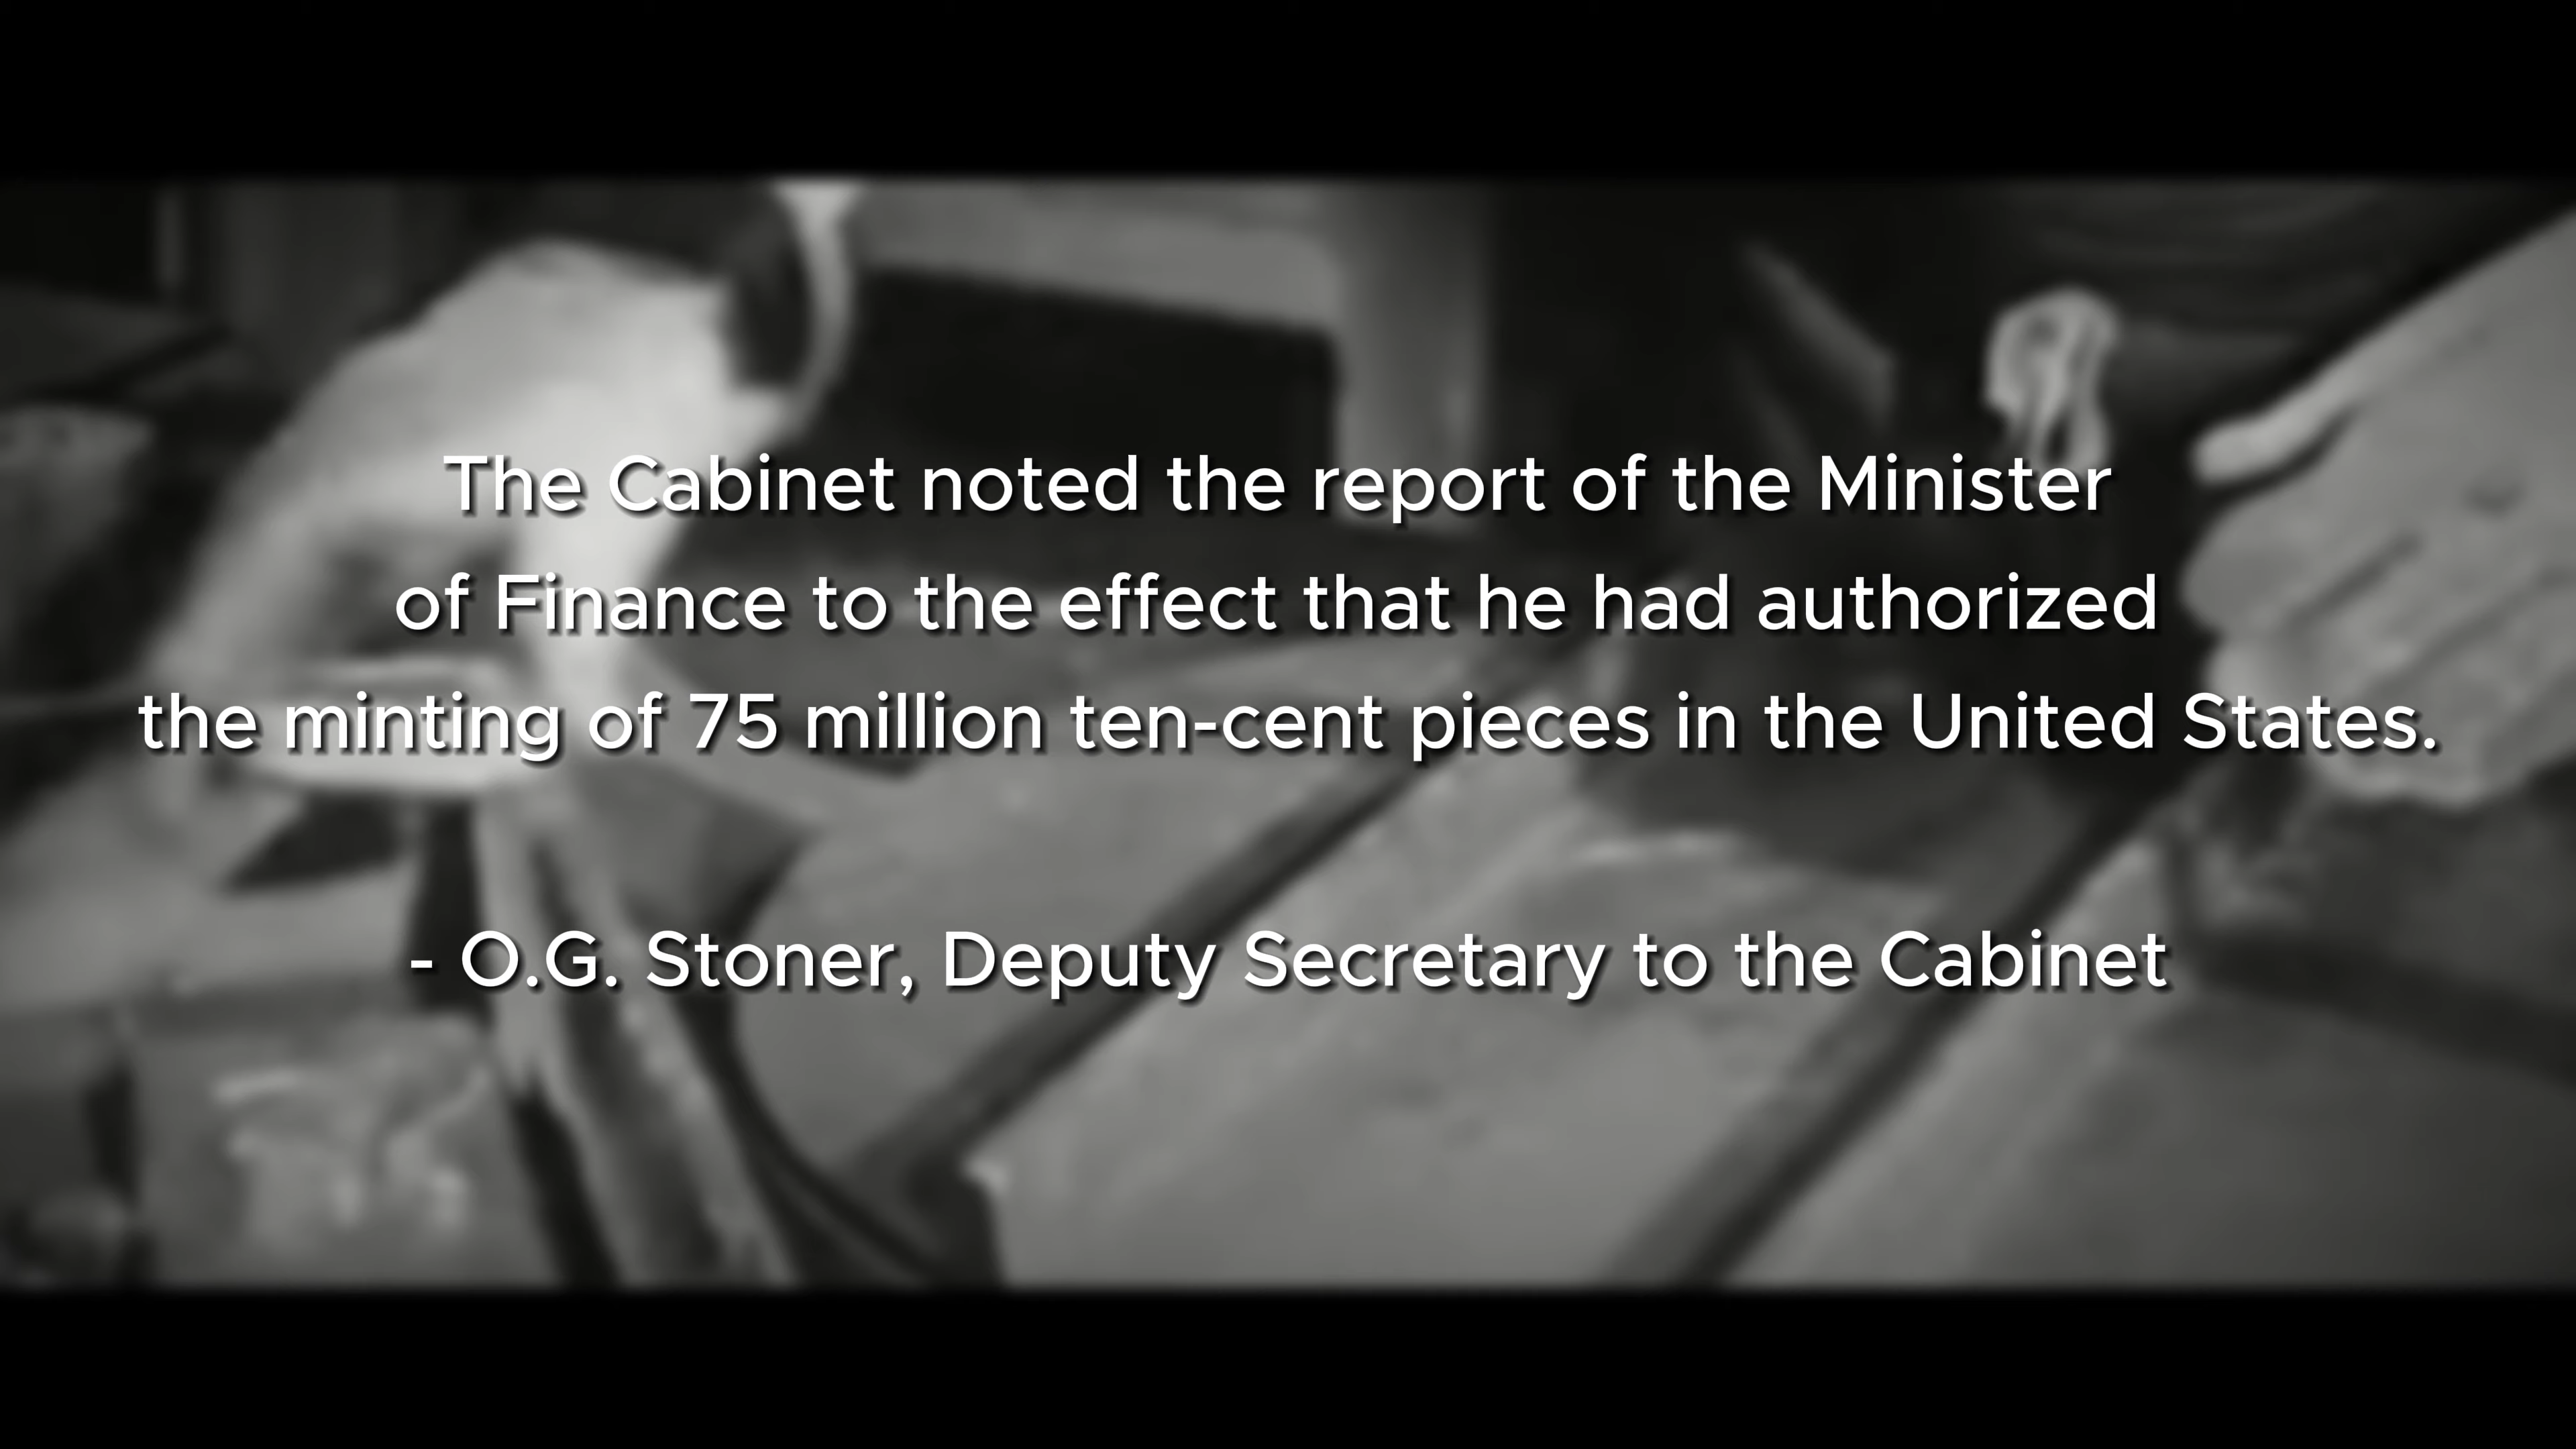 The Cabinet noted the report of the Minister
of Finance to the effect that he had authorized
the minting of 75 million ten-cent pieces in the United States.
- O.G. Stoner, Deputy Secretary to the Cabinet